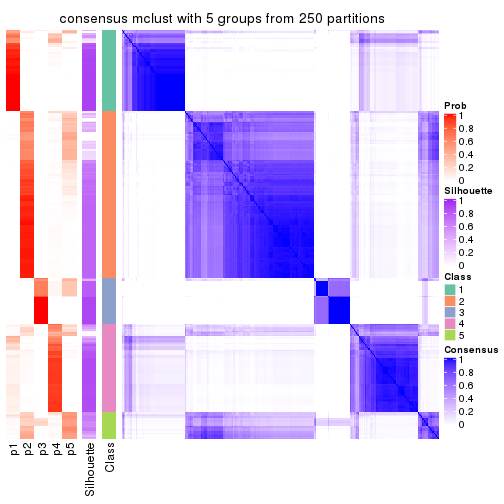 consensus mclust with 5 groups from 250 partitions
Prob
1
0.8
0.6
0.4
0.2
0
Silhouette
1
0.8
0.6
0.4
0.2
0
Class
1
2
3
4
5
Consensus
1
0.8
0.6
0.4
0.2
0
p1
p2
p3
p4
p5
Silhouette
Class